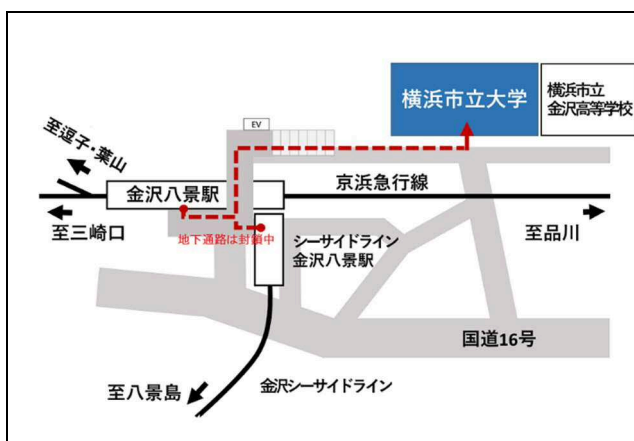 横浜市立大学
横浜市立
金沢高等学校
EV
至逗子・葉山
金沢八景駅
京浜急行線
至三崎口
地下通路は封鎖中
シーサイドライン
金沢八景駅
至品川
国道16号
至八景島
金沢シーサイドライン